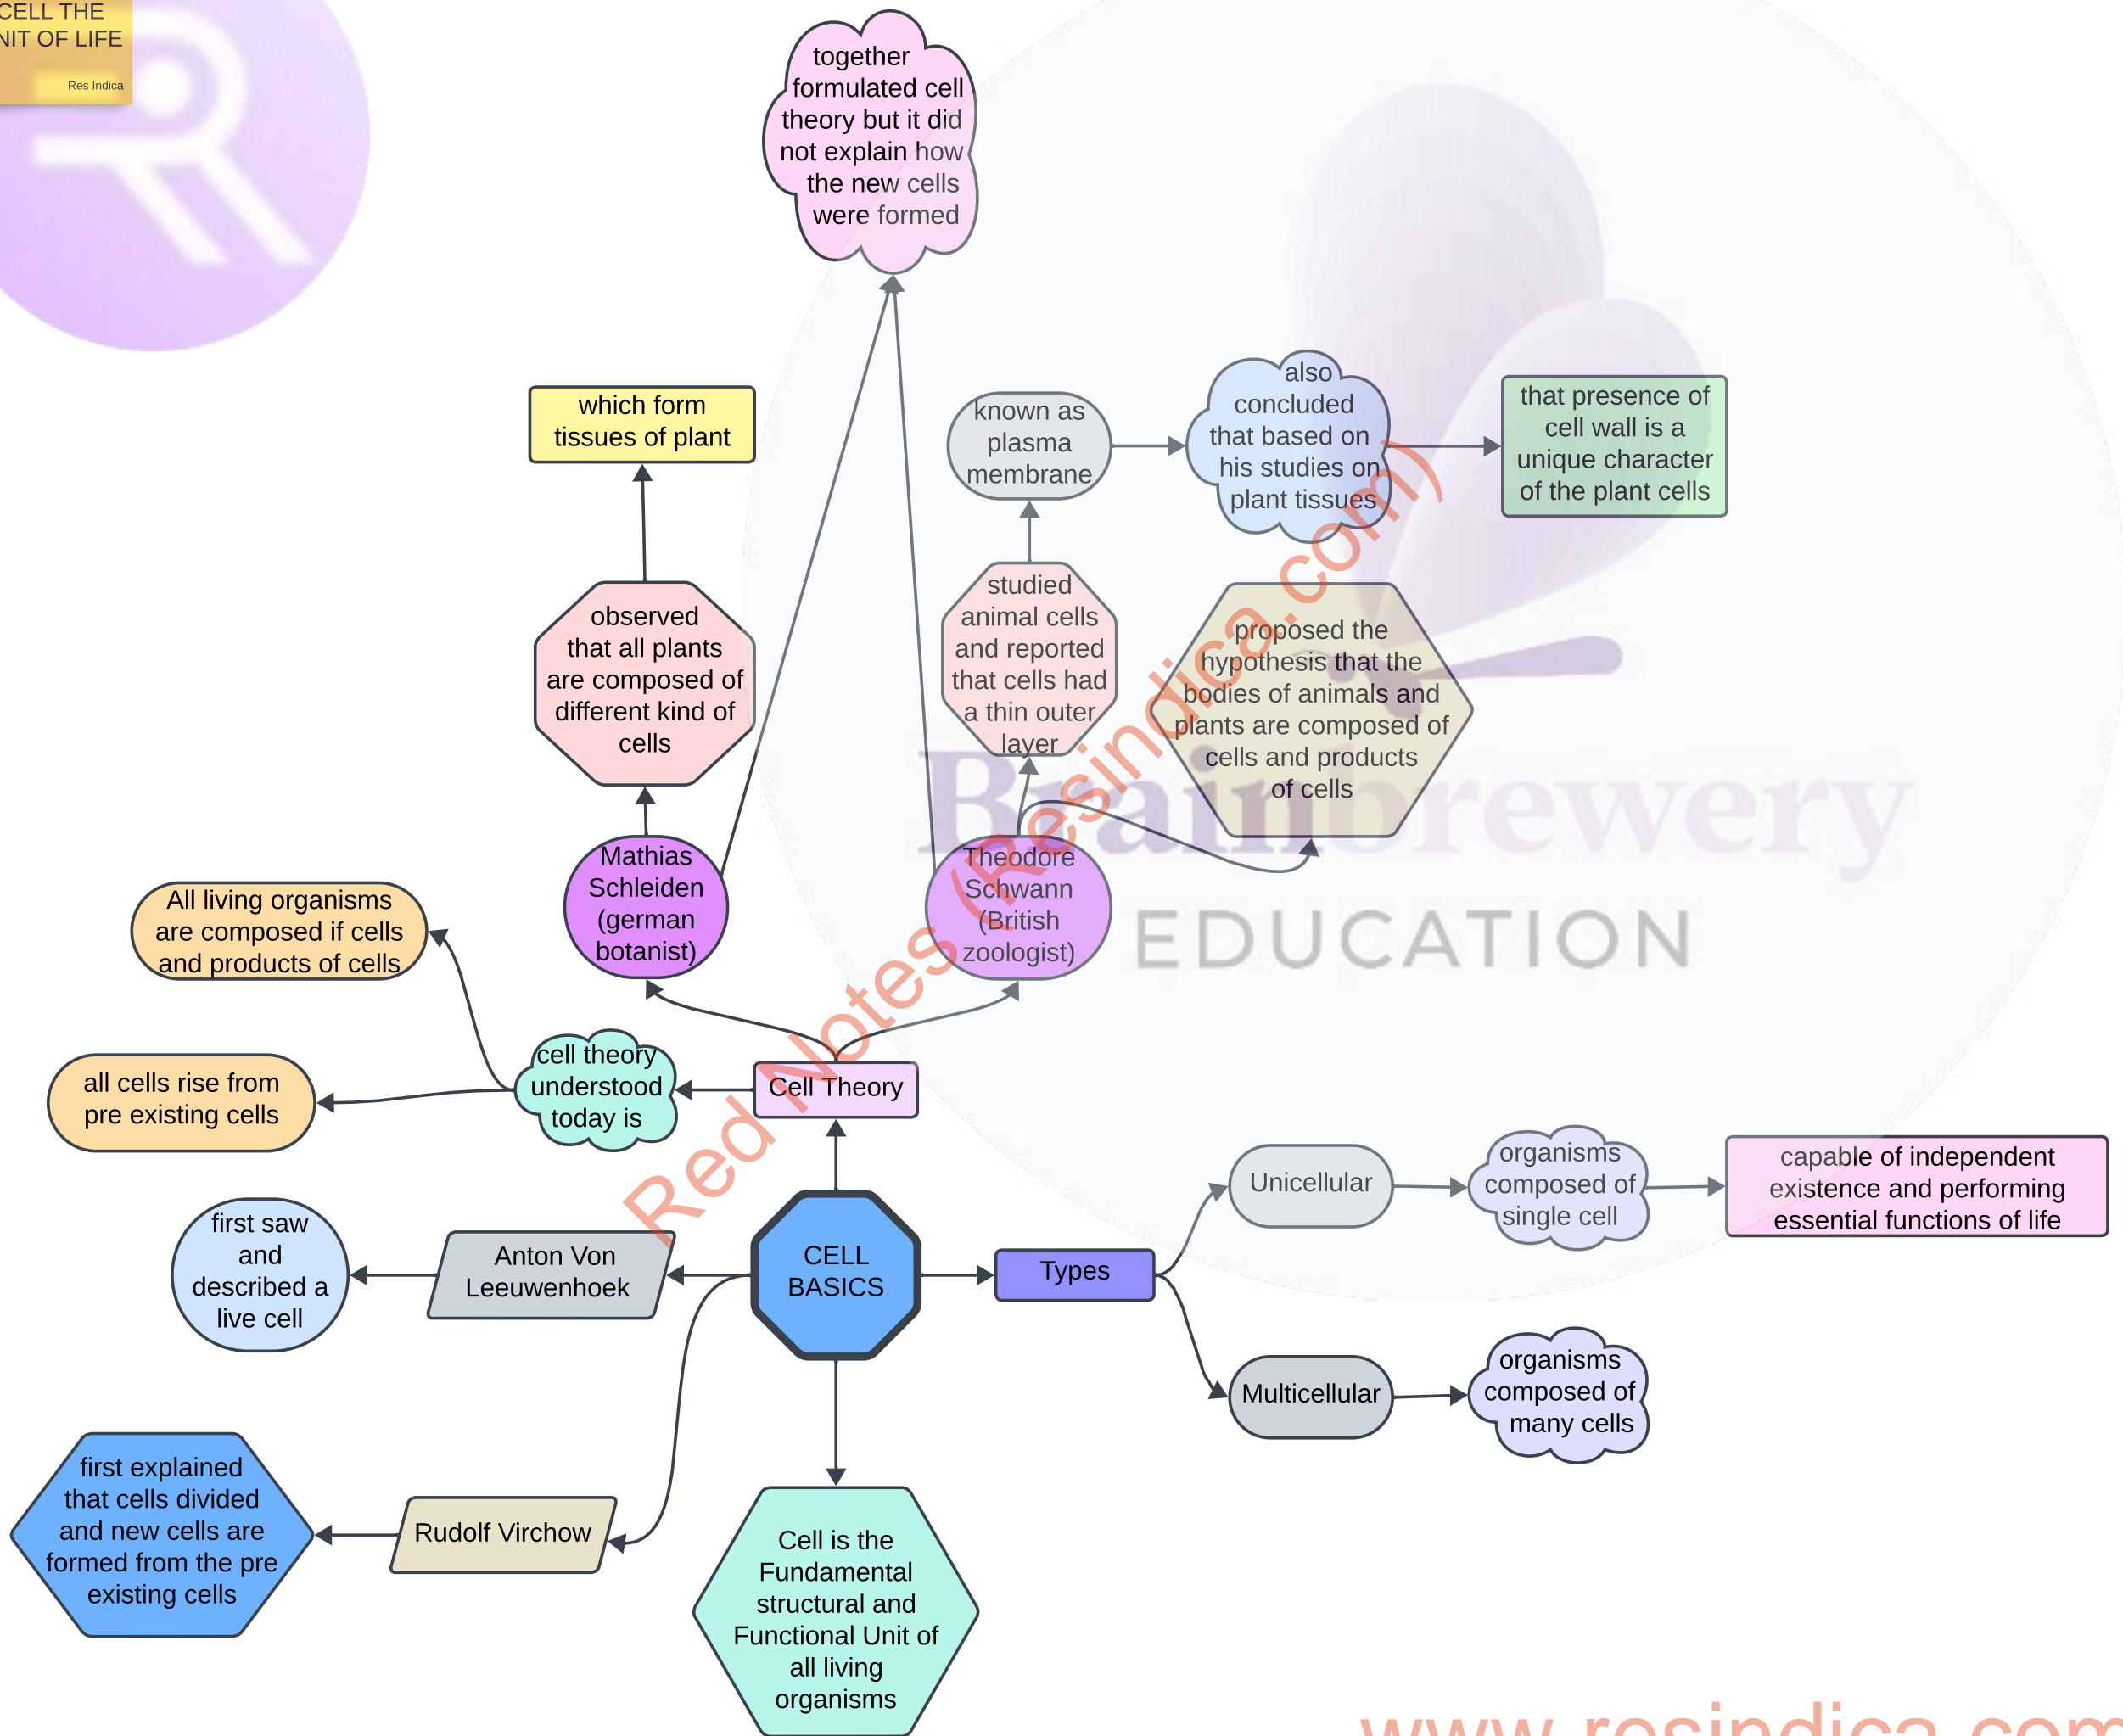 CELL THE
NIT OF LIFE
Res Indica
together
formulated cell
theory but it did
not explain how
the new cells
were formed
which form
tissues of plant
known as
plasma
membrane
also
concluded
that based on
his studies on
plant tissues
that presence of
cell wall is a
unique character
of the plant cells
observed
that all plants
are composed of
different kind of
cells
studied
animal cells
and reported
that cells had
a thin outer
layer
proposed the
hypothesis that the
bodies of animals and
plants are composed of
cells and products
of cells
Brainbrewery
EDUCATION
Mathias
Schleiden
(german
botanist)
Theodore
Schwann
(British
zoologist)
All living organisms
are composed if cells
and products of cells
all cells rise from
pre existing cells
cell theory
understood
today is
Cell Theory
Red Notes (Resindica.com)
Unicellular
organisms
composed of
single cell
capable of independent
existence and performing
essential functions of life
first saw
and
described a
live cell
Anton Von
Leeuwenhoek
CELL
BASICS
Types
Multicellular
organisms
composed of
many cells
first explained
that cells divided
and new cells are
formed from the pre
existing cells
Rudolf Virchow
Cell is the
Fundamental
structural and
Functional Unit of
all living
organisms
www.resindica.com